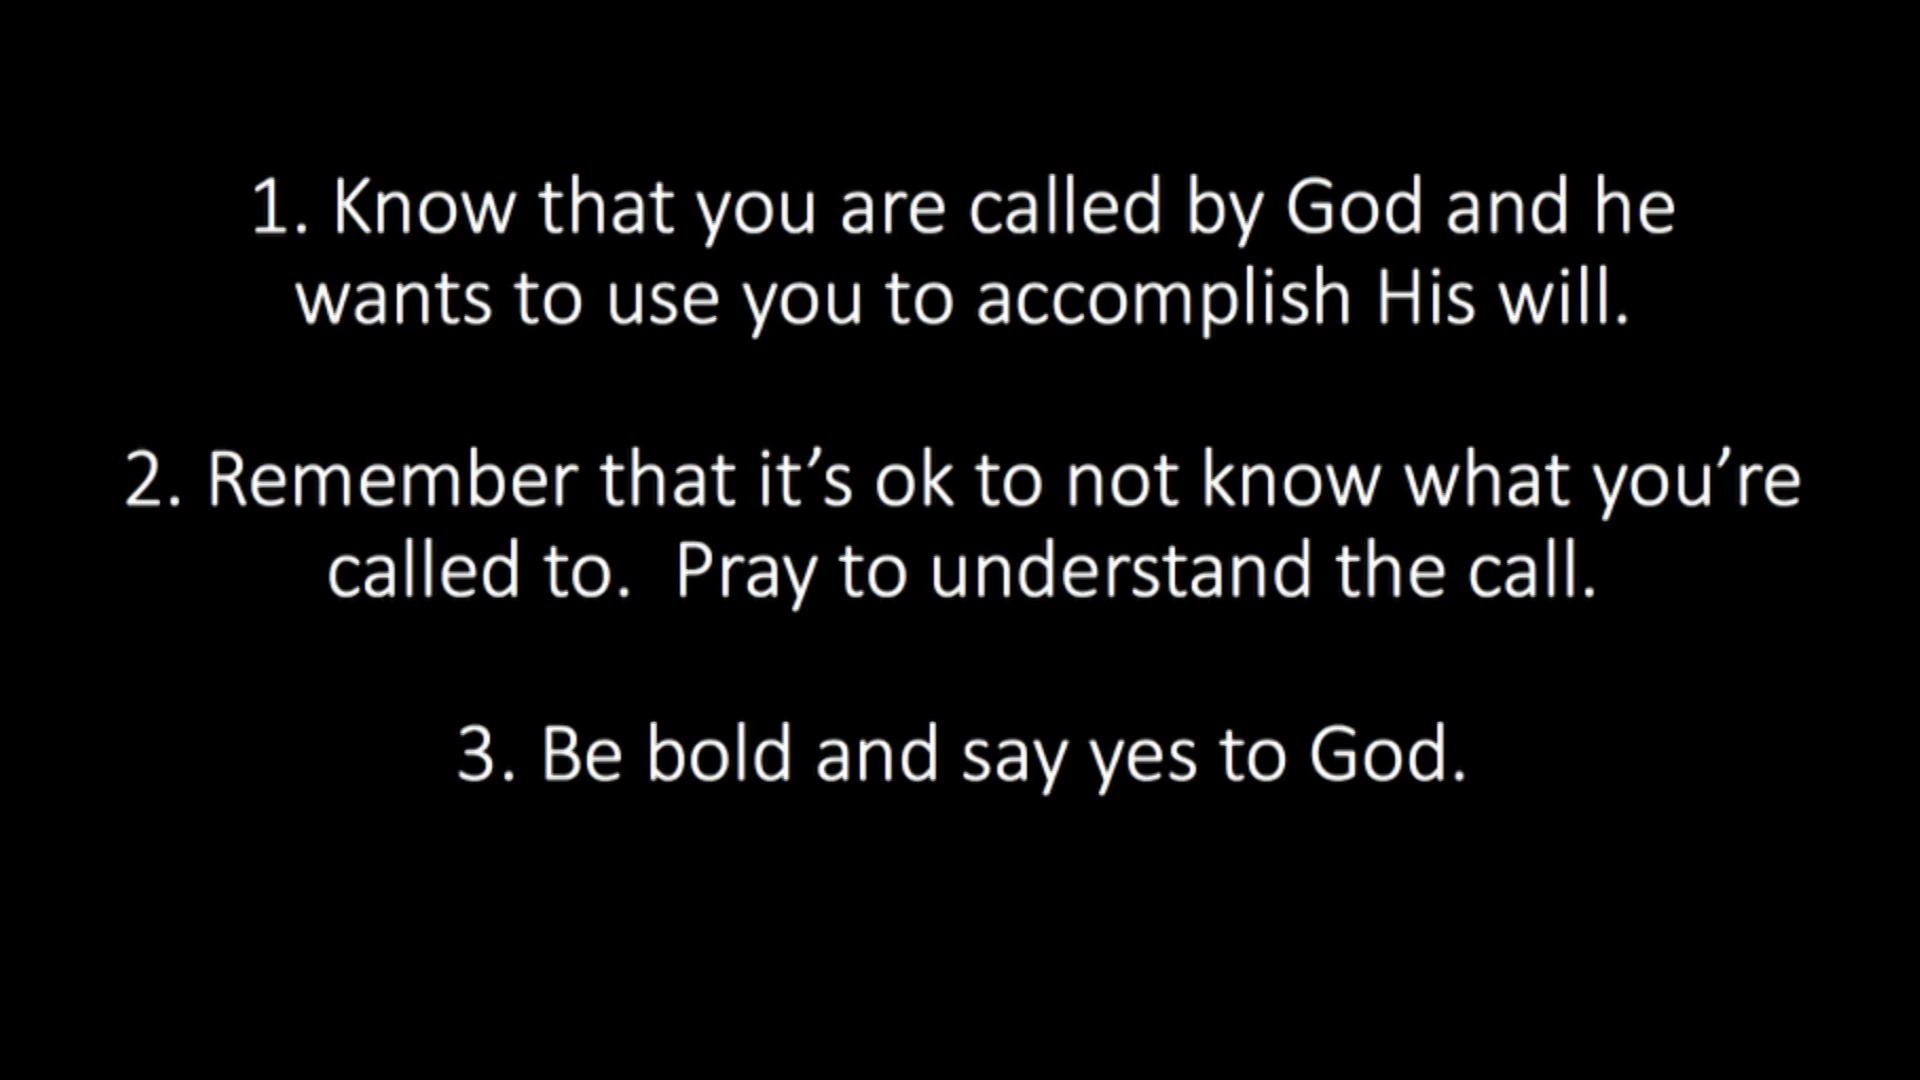 1. Know that you are called by God and he
wants to use you to accomplish His will.
2. Remember that it’s ok to not know what you’re
called to.  Pray to understand the call.
3. Be bold and say yes to God.